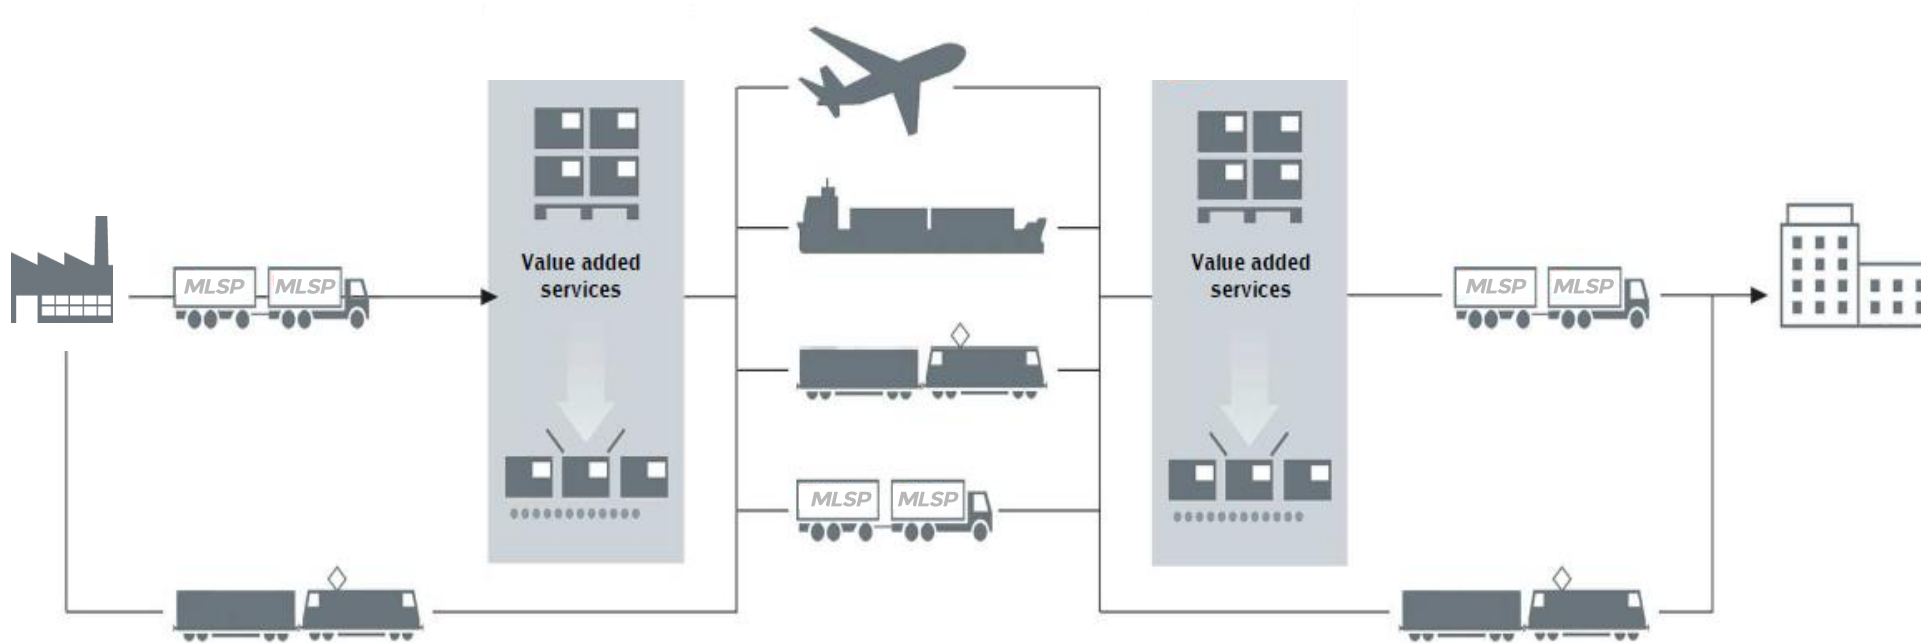 MLSP MLSP
Value added
services
MLSP MLSP
Value added
services
MLSP MLSP